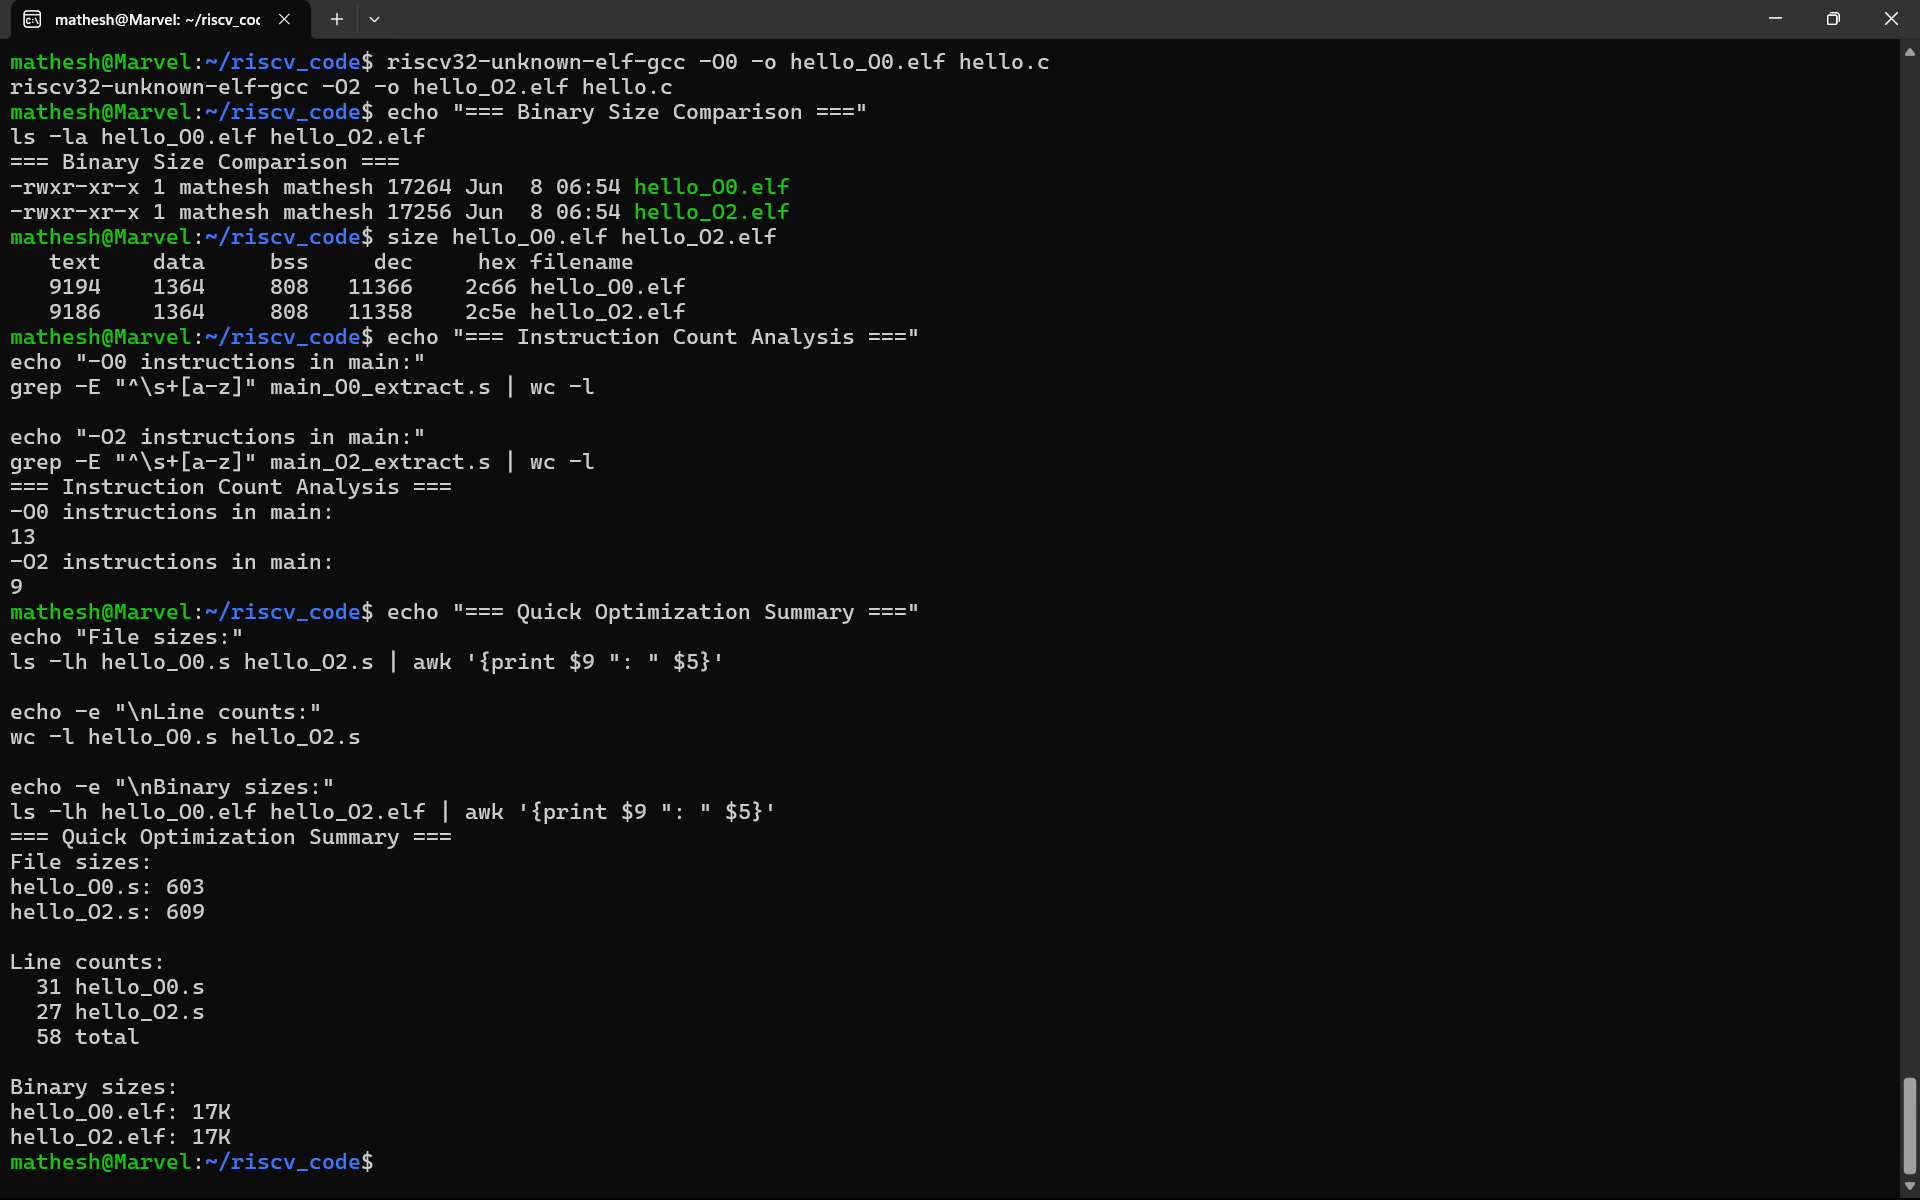 mathesh@Marvel: ~/riscv_coc
mathesh@Marvel:~/riscv_code$ riscv32-unknown-elf-gcc -O0 -o hello_O0.elf hello.c
riscv32-unknown-elf-gcc -O2 -o hello_O2.elf hello.c
mathesh@Marvel:~/riscv_code$ echo "=== Binary Size Comparison ==="
ls -la hello_O0.elf hello_O2.elf
=== Binary Size Comparison ===
-rwxr-xr-x 1 mathesh mathesh 17264 Jun  8 06:54 hello_O0.elf
-rwxr-xr-x 1 mathesh mathesh 17256 Jun  8 06:54 hello_O2.elf
mathesh@Marvel:~/riscv_code$ size hello_O0.elf hello_O2.elf
   text    data     bss     dec     hex filename
   9194    1364     808   11366    2c66 hello_O0.elf
   9186    1364     808   11358    2c5e hello_O2.elf
mathesh@Marvel:~/riscv_code$ echo "=== Instruction Count Analysis ==="
echo "-O0 instructions in main:"
grep -E "^\s+[a-z]" main_O0_extract.s | wc -l

echo "-O2 instructions in main:"
grep -E "^\s+[a-z]" main_O2_extract.s | wc -l
=== Instruction Count Analysis ===
-O0 instructions in main:
13
-O2 instructions in main:
9
mathesh@Marvel:~/riscv_code$ echo "=== Quick Optimization Summary ==="
echo "File sizes:"
ls -lh hello_O0.s hello_O2.s | awk '{print $9 ": " $5}'

echo -e "\nLine counts:"
wc -l hello_O0.s hello_O2.s

echo -e "\nBinary sizes:"
ls -lh hello_O0.elf hello_O2.elf | awk '{print $9 ": " $5}'
=== Quick Optimization Summary ===
File sizes:
hello_O0.s: 603
hello_O2.s: 609

Line counts:
  31 hello_O0.s
  27 hello_O2.s
  58 total

Binary sizes:
hello_O0.elf: 17K
hello_O2.elf: 17K
mathesh@Marvel:~/riscv_code$